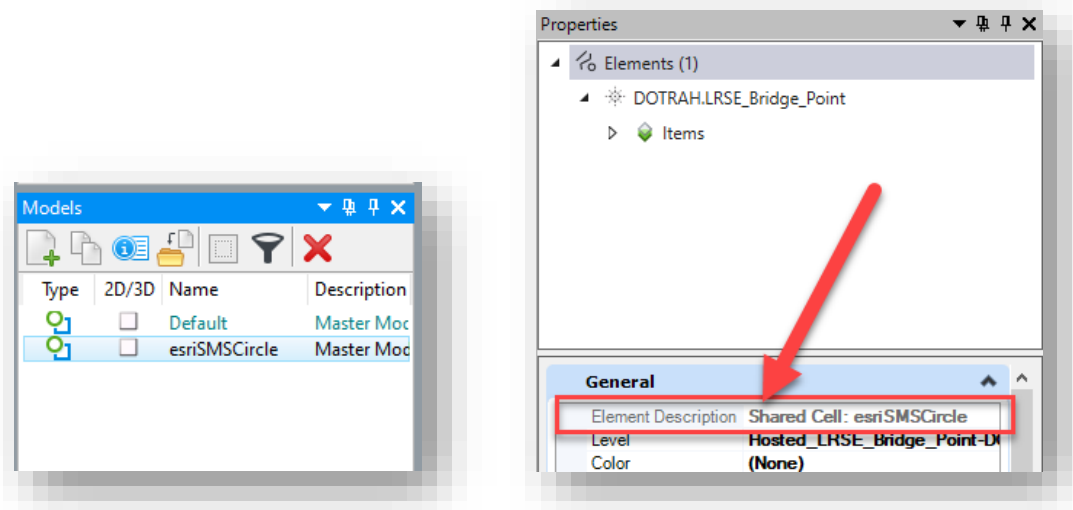 Models
Type 2D/3D Name Description
Default Master Moc
esriSMSCircle Master Mod
Properties
Elements (1)
DOTRAH.LRSE_Bridge_Point
Items
General
Element Description Shared Cell: esriSMSCircle
Level Hosted_LRSE_Bridge_Point-D
Color (None)